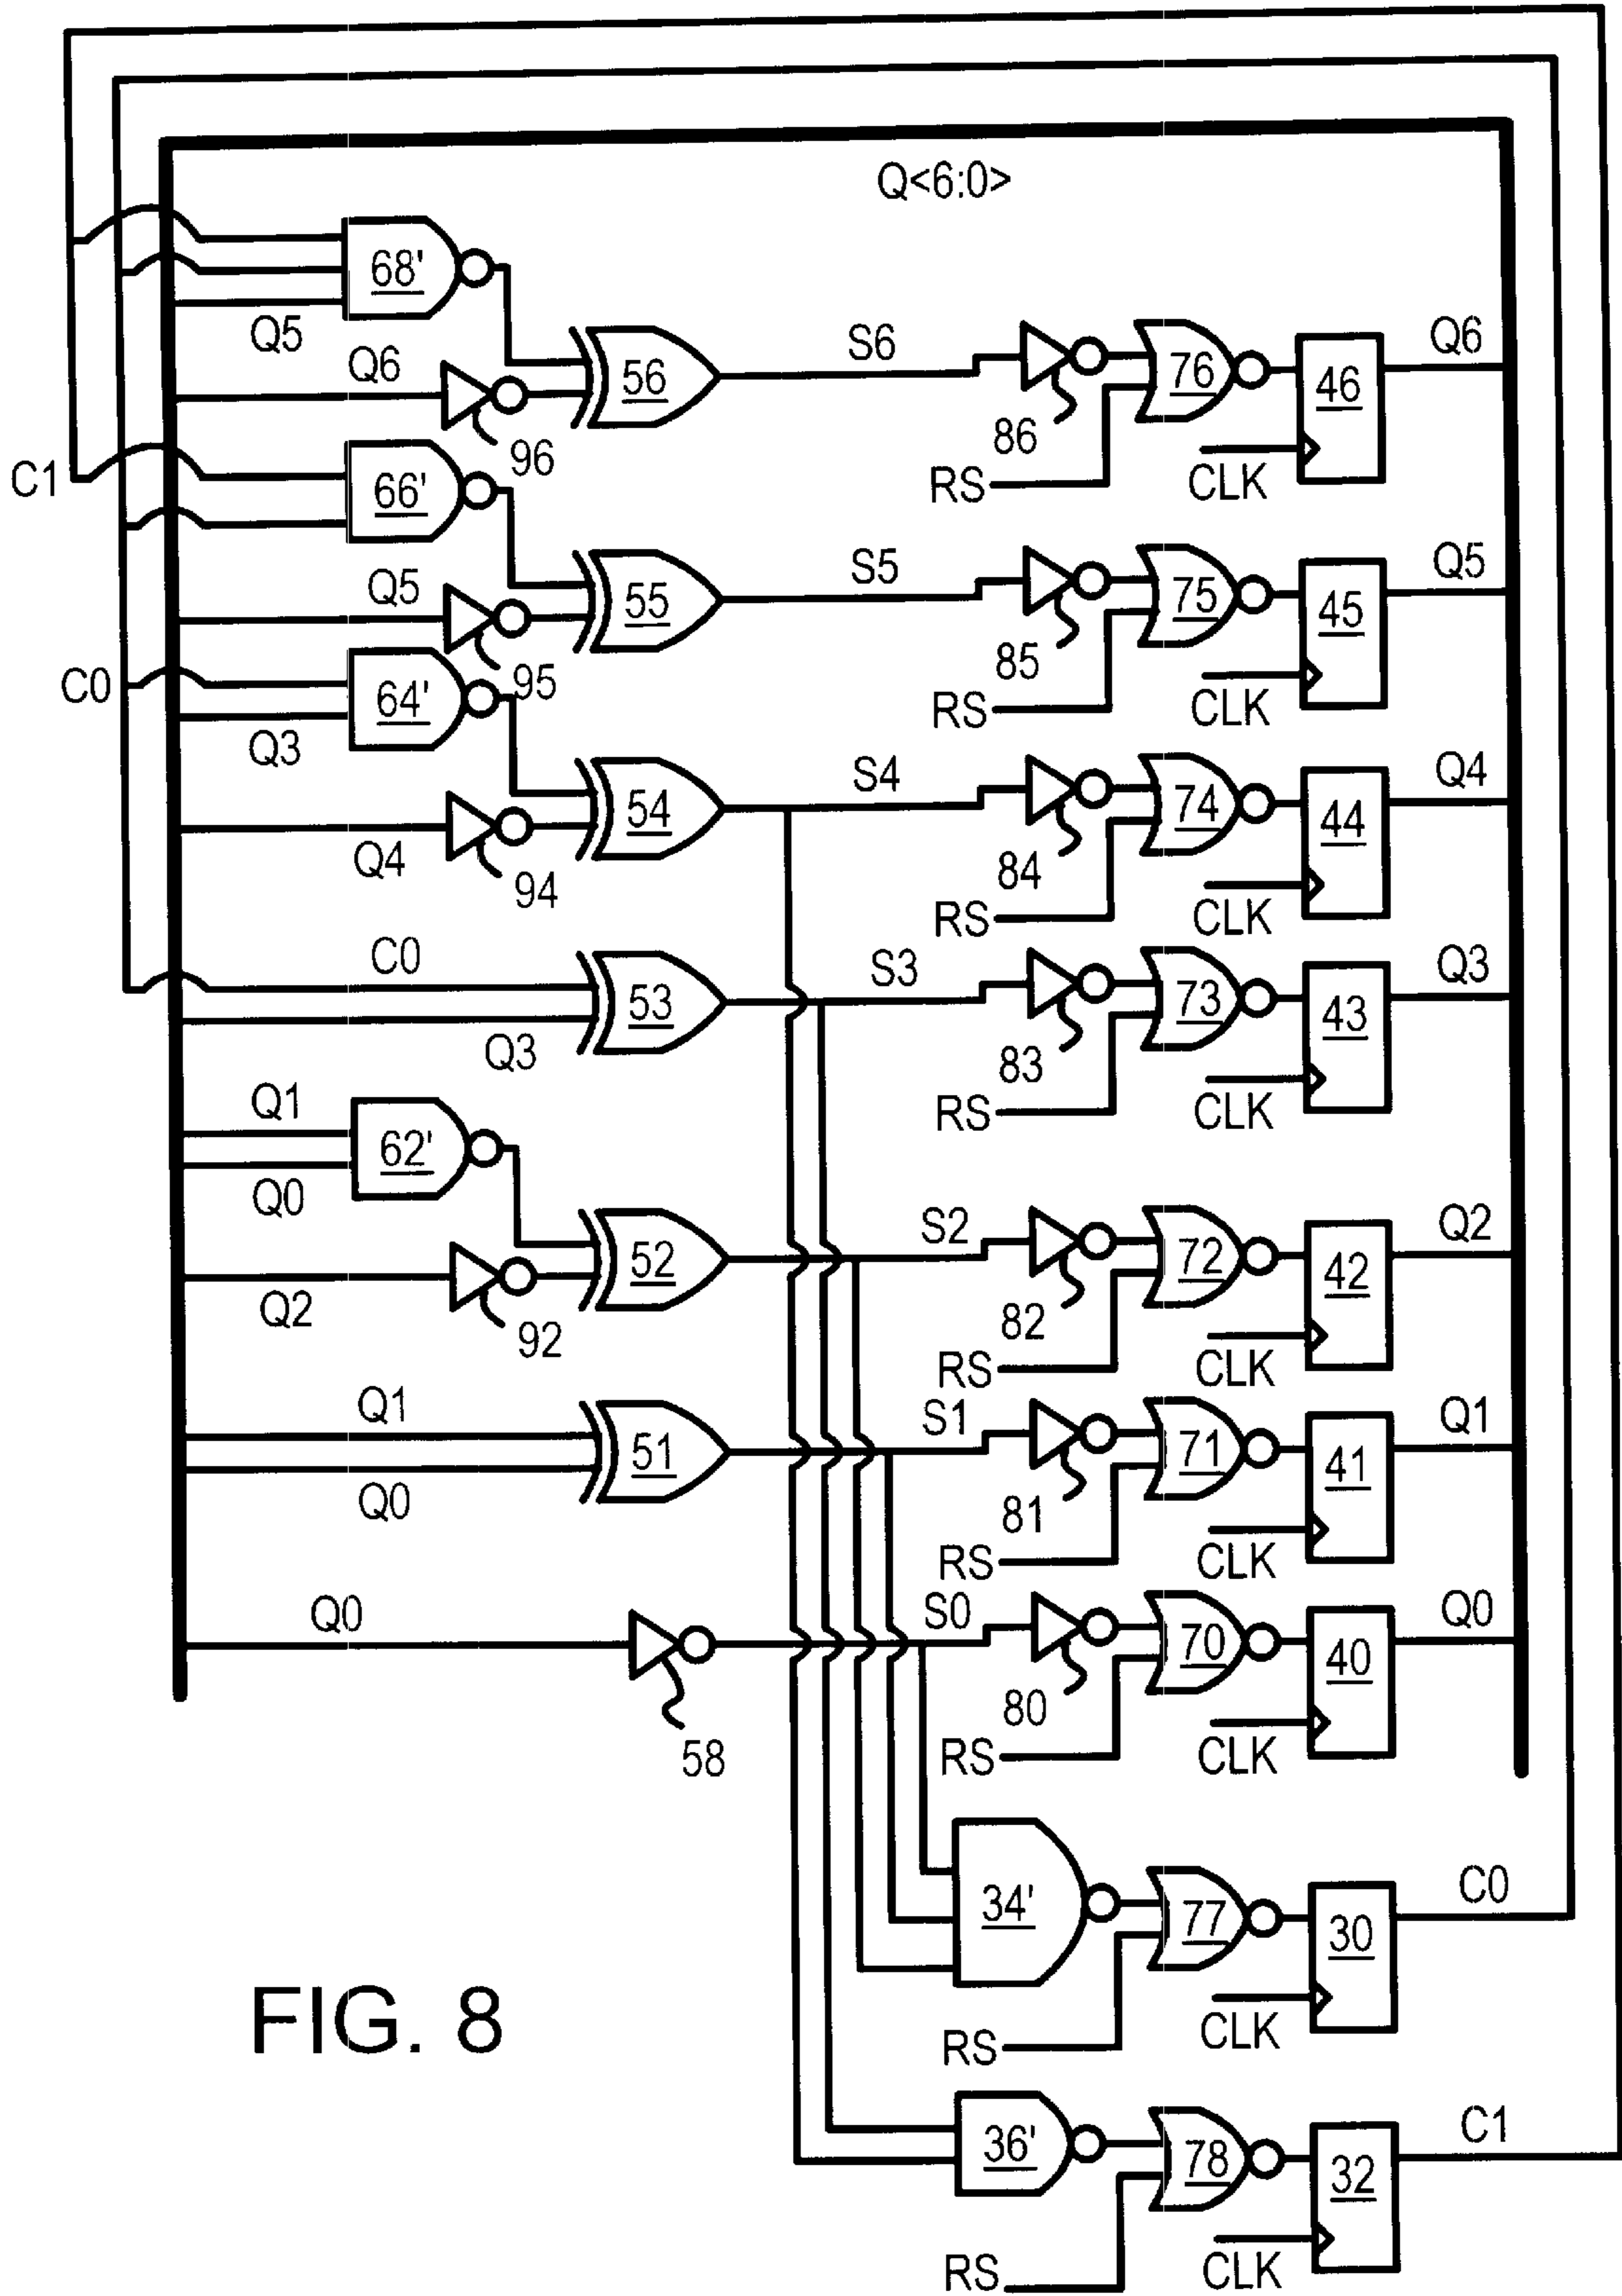 Q<6:0>
68'
Q5
Q6
56
S6
76
46
Q6
96
86
RS
CLK
C1
66'
Q5
55
S5
75
45
Q5
95
85
RS
CLK
C0
64'
Q3
54
S4
74
44
Q4
Q4
94
84
RS
CLK
C0
53
S3
73
43
Q3
Q3
83
RS
CLK
Q1
62'
Q0
52
S2
72
42
Q2
Q2
92
82
RS
CLK
Q1
51
S1
71
41
Q1
Q0
81
RS
CLK
Q0
S0
70
40
Q0
58
80
RS
CLK
34'
77
30
C0
RS
CLK
FIG. 8
36'
78
32
C1
RS
CLK